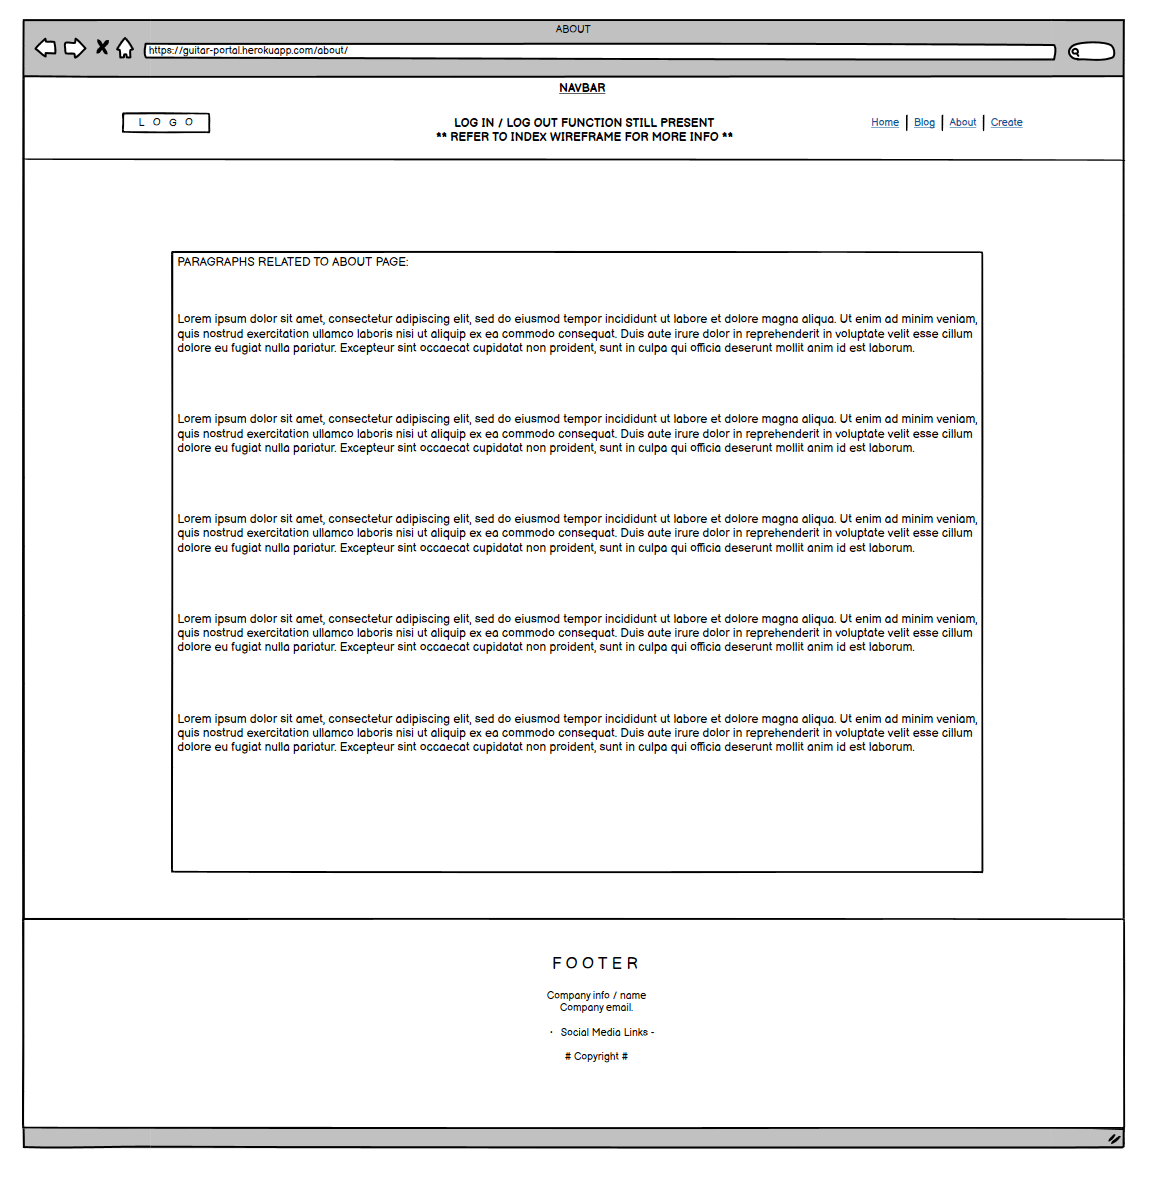 ABOUT
https://guitar-portal.herokuapp.com/about/
NAVBAR
L O G O
LOG IN / LOG OUT FUNCTION STILL PRESENT
** REFER TO INDEX WIREFRAME FOR MORE INFO **
Home | Blog | About | Create
PARAGRAPHS RELATED TO ABOUT PAGE:
Lorem ipsum dolor sit amet, consectetur adipiscing elit, sed do eiusmod tempor incididunt ut labore et dolore magna aliqua. Ut enim ad minim veniam,
quis nostrud exercitation ullamco laboris nisi ut aliquip ex ea commodo consequat. Duis aute irure dolor in reprehenderit in voluptate velit esse cillum
dolore eu fugiat nulla pariatur. Excepteur sint occaecat cupidatat non proident, sunt in culpa qui officia deserunt mollit anim id est laborum.
Lorem ipsum dolor sit amet, consectetur adipiscing elit, sed do eiusmod tempor incididunt ut labore et dolore magna aliqua. Ut enim ad minim veniam,
quis nostrud exercitation ullamco laboris nisi ut aliquip ex ea commodo consequat. Duis aute irure dolor in reprehenderit in voluptate velit esse cillum
dolore eu fugiat nulla pariatur. Excepteur sint occaecat cupidatat non proident, sunt in culpa qui officia deserunt mollit anim id est laborum.
Lorem ipsum dolor sit amet, consectetur adipiscing elit, sed do eiusmod tempor incididunt ut labore et dolore magna aliqua. Ut enim ad minim veniam,
quis nostrud exercitation ullamco laboris nisi ut aliquip ex ea commodo consequat. Duis aute irure dolor in reprehenderit in voluptate velit esse cillum
dolore eu fugiat nulla pariatur. Excepteur sint occaecat cupidatat non proident, sunt in culpa qui officia deserunt mollit anim id est laborum.
Lorem ipsum dolor sit amet, consectetur adipiscing elit, sed do eiusmod tempor incididunt ut labore et dolore magna aliqua. Ut enim ad minim veniam,
quis nostrud exercitation ullamco laboris nisi ut aliquip ex ea commodo consequat. Duis aute irure dolor in reprehenderit in voluptate velit esse cillum
dolore eu fugiat nulla pariatur. Excepteur sint occaecat cupidatat non proident, sunt in culpa qui officia deserunt mollit anim id est laborum.
Lorem ipsum dolor sit amet, consectetur adipiscing elit, sed do eiusmod tempor incididunt ut labore et dolore magna aliqua. Ut enim ad minim veniam,
quis nostrud exercitation ullamco laboris nisi ut aliquip ex ea commodo consequat. Duis aute irure dolor in reprehenderit in voluptate velit esse cillum
dolore eu fugiat nulla pariatur. Excepteur sint occaecat cupidatat non proident, sunt in culpa qui officia deserunt mollit anim id est laborum.
F O O T E R
Company info / name
Company email.
· Social Media Links -
# Copyright #